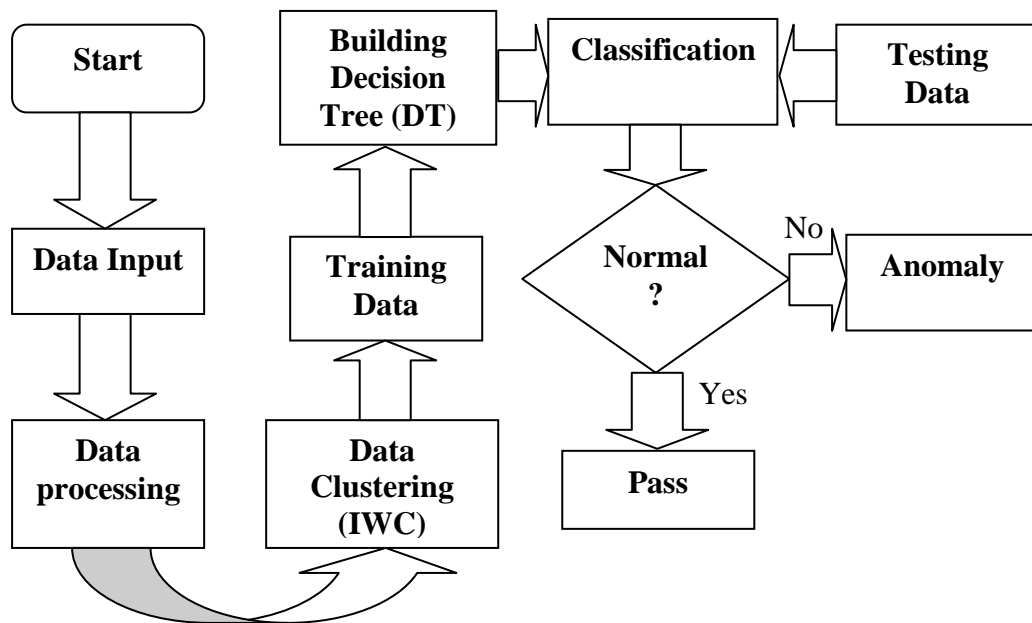 Start
Data Input
Data
processing
Data
Clustering
(IWC)
Training
Data
Building
Decision
Tree (DT)
Classification
Testing
Data
Normal
?
No
Anomaly
Yes
Pass